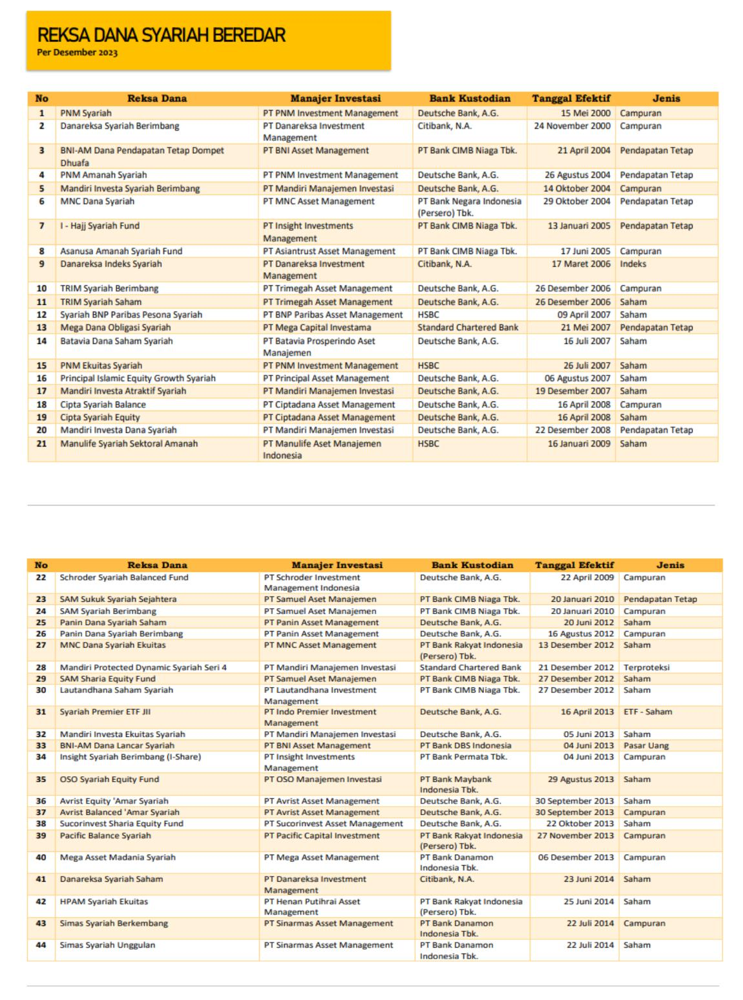 REKSA DANA SYARIAH BEREDAR
Per Desember 2023
No Reksa Dana Manajer Investasi Bank Kustodian Tanggal Efektif Jenis
1 PNM Syariah PT PNM Investment Management Deutsche Bank, A.G. 15 Mei 2000 Campuran
2 Danareksa Syariah Berimbang PT Danareksa Investment Citibank, N.A. 24 November 2000 Campuran
Management
3 BNI-AM Dana Pendapatan Tetap Dompet PT BNI Asset Management PT Bank CIMB Niaga Tbk. 21 April 2004 Pendapatan Tetap
Dhuafa
4 PNM Amanah Syariah PT PNM Investment Management Deutsche Bank, A.G. 26 Agustus 2004 Pendapatan Tetap
5 Mandiri Investa Syariah Berimbang PT Mandiri Manajemen Investasi Deutsche Bank, A.G. 14 Oktober 2004 Campuran
6 MNC Dana Syariah PT MNC Asset Management PT Bank Negara Indonesia 29 Oktober 2004 Pendapatan Tetap
(Persero) Tbk.
7 I - Hajj Syariah Fund PT Insight Investments PT Bank CIMB Niaga Tbk. 13 Januari 2005 Pendapatan Tetap
Management
8 Asanusa Amanah Syariah Fund PT Asiantrust Asset Management PT Bank CIMB Niaga Tbk. 17 Juni 2005 Campuran
9 Danareksa Indeks Syariah PT Danareksa Investment Citibank, N.A. 17 Maret 2006 Indeks
Management
10 TRIM Syariah Berimbang PT Trimegah Asset Management Deutsche Bank, A.G. 26 Desember 2006 Campuran
11 TRIM Syariah Saham PT Trimegah Asset Management Deutsche Bank, A.G. 26 Desember 2006 Saham
12 Syariah BNP Paribas Pesona Syariah PT BNP Paribas Asset Management HSBC 09 April 2007 Saham
13 Mega Dana Obligasi Syariah PT Mega Capital Investama Standard Chartered Bank 21 Mei 2007 Pendapatan Tetap
14 Batavia Dana Saham Syariah PT Batavia Prosperindo Aset Deutsche Bank, A.G. 16 Juli 2007 Saham
Manajemen
15 PNM Ekuitas Syariah PT PNM Investment Management HSBC 26 Juli 2007 Saham
16 Principal Islamic Equity Growth Syariah PT Principal Asset Management Deutsche Bank, A.G. 06 Agustus 2007 Saham
17 Mandiri Investa Atraktif Syariah PT Mandiri Manajemen Investasi Deutsche Bank, A.G. 19 Desember 2007 Saham
18 Cipta Syariah Balance PT Ciptadana Asset Management Deutsche Bank, A.G. 16 April 2008 Campuran
19 Cipta Syariah Equity PT Ciptadana Asset Management Deutsche Bank, A.G. 16 April 2008 Saham
20 Mandiri Investa Dana Syariah PT Mandiri Manajemen Investasi Deutsche Bank, A.G. 22 Desember 2008 Pendapatan Tetap
21 Manulife Syariah Sektoral Amanah PT Manulife Aset Manajemen HSBC 16 Januari 2009 Saham
Indonesia
No Reksa Dana Manajer Investasi Bank Kustodian Tanggal Efektif Jenis
22 Schroder Syariah Balanced Fund PT Schroder Investment Deutsche Bank, A.G. 22 April 2009 Campuran
Management Indonesia
23 SAM Sukuk Syariah Sejahtera PT Samuel Aset Manajemen PT Bank CIMB Niaga Tbk. 20 Januari 2010 Pendapatan Tetap
24 SAM Syariah Berimbang PT Samuel Aset Manajemen PT Bank CIMB Niaga Tbk. 20 Januari 2010 Campuran
25 Panin Dana Syariah Saham PT Panin Asset Management Deutsche Bank, A.G. 20 Juni 2012 Saham
26 Panin Dana Syariah Berimbang PT Panin Asset Management Deutsche Bank, A.G. 16 Agustus 2012 Campuran
27 MNC Dana Syariah Ekuitas PT MNC Asset Management PT Bank Rakyat Indonesia 13 Desember 2012 Saham
(Persero) Tbk.
28 Mandiri Protected Dynamic Syariah Seri 4 PT Mandiri Manajemen Investasi Standard Chartered Bank 21 Desember 2012 Terproteksi
29 SAM Sharia Equity Fund PT Samuel Aset Manajemen PT Bank CIMB Niaga Tbk. 27 Desember 2012 Saham
30 Lautandhana Saham Syariah PT Lautandhana Investment PT Bank CIMB Niaga Tbk. 27 Desember 2012 Saham
Management
31 Syariah Premier ETF JII PT Indo Premier Investment Deutsche Bank, A.G. 16 April 2013 ETF - Saham
Management
32 Mandiri Investa Ekuitas Syariah PT Mandiri Manajemen Investasi Deutsche Bank, A.G. 05 Juni 2013 Saham
33 BNI-AM Dana Lancar Syariah PT BNI Asset Management PT Bank DBS Indonesia 04 Juni 2013 Pasar Uang
34 Insight Syariah Berimbang (I-Share) PT Insight Investments PT Bank Permata Tbk. 04 Juni 2013 Campuran
Management
35 OSO Syariah Equity Fund PT OSO Manajemen Investasi PT Bank Maybank 29 Agustus 2013 Saham
Indonesia Tbk.
36 Avrist Equity 'Amar Syariah PT Avrist Asset Management Deutsche Bank, A.G. 30 September 2013 Saham
37 Avrist Balanced 'Amar Syariah PT Avrist Asset Management Deutsche Bank, A.G. 30 September 2013 Campuran
38 Sucorinvest Sharia Equity Fund PT Sucorinvest Asset Management Deutsche Bank, A.G. 22 Oktober 2013 Saham
39 Pacific Balance Syariah PT Pacific Capital Investment PT Bank Rakyat Indonesia 27 November 2013 Campuran
(Persero) Tbk.
40 Mega Asset Madania Syariah PT Mega Asset Management PT Bank Danamon 06 Desember 2013 Campuran
Indonesia Tbk.
41 Danareksa Syariah Saham PT Danareksa Investment Citibank, N.A. 23 Juni 2014 Saham
Management
42 HPAM Syariah Ekuitas PT Henan Putihrai Asset PT Bank Rakyat Indonesia 25 Juni 2014 Saham
Management (Persero) Tbk.
43 Simas Syariah Berkembang PT Sinarmas Asset Management PT Bank Danamon 22 Juli 2014 Campuran
Indonesia Tbk.
44 Simas Syariah Unggulan PT Sinarmas Asset Management PT Bank Danamon 22 Juli 2014 Saham
Indonesia Tbk.